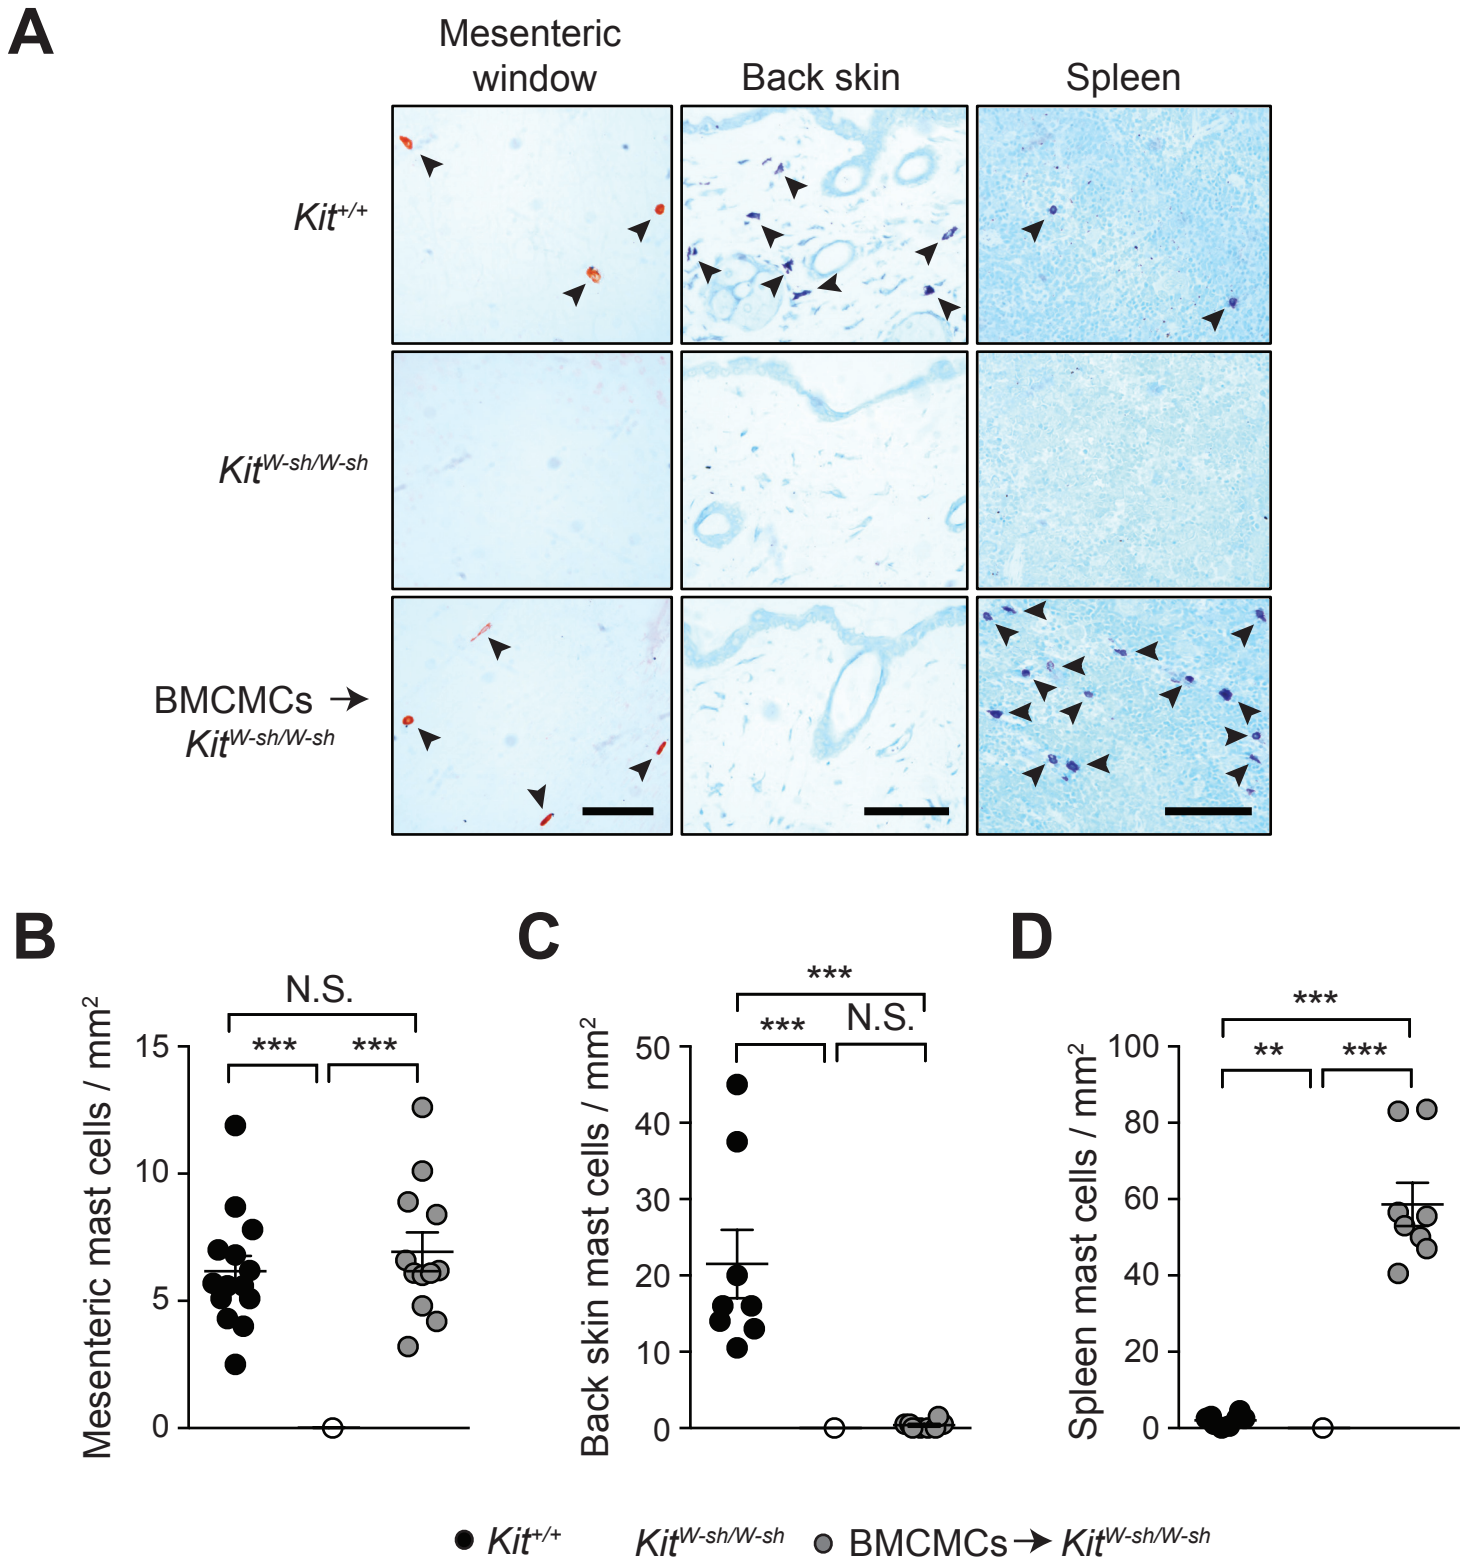 A
Mesenteric
window
Back skin
Spleen
Kit+/+
KitW-sh/W-sh
BMCMCs →
KitW-sh/W-sh
B
Mesenteric mast cells / mm2
N.S.
***
***
15
10
5
0
C
Back skin mast cells / mm2
***
***
N.S.
50
40
30
20
10
0
D
Spleen mast cells / mm2
***
**
***
100
80
60
40
20
0
Kit+/+ KitW-sh/W-sh BMCMCs → KitW-sh/W-sh